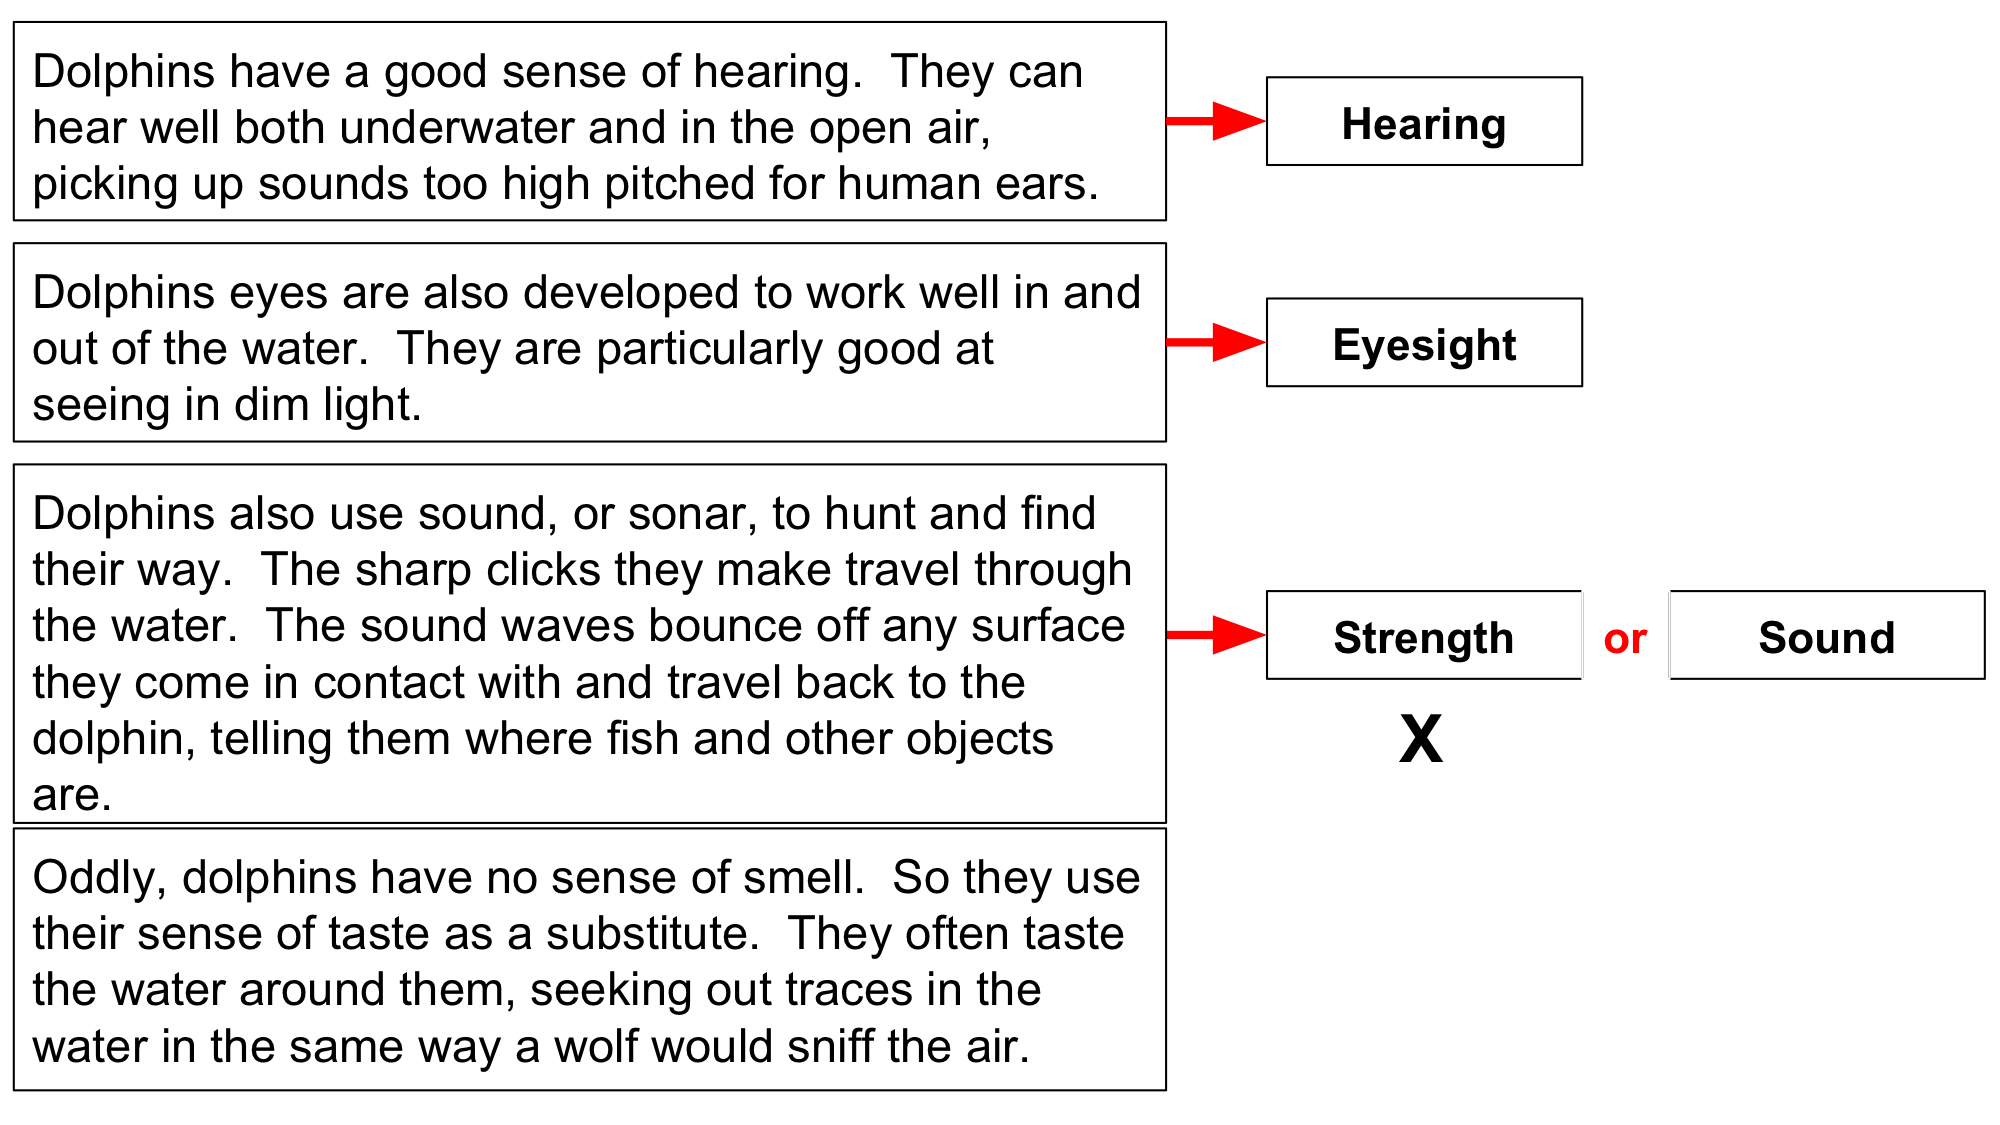 Dolphins have a good sense of hearing.  They can
hear well both underwater and in the open air,
picking up sounds too high pitched for human ears.
Hearing
Dolphins eyes are also developed to work well in and
out of the water.  They are particularly good at
seeing in dim light.
Eyesight
Dolphins also use sound, or sonar, to hunt and find
their way.  The sharp clicks they make travel through
the water.  The sound waves bounce off any surface
they come in contact with and travel back to the
dolphin, telling them where fish and other objects
are.
Strength or Sound
X
Oddly, dolphins have no sense of smell.  So they use
their sense of taste as a substitute.  They often taste
the water around them, seeking out traces in the
water in the same way a wolf would sniff the air.